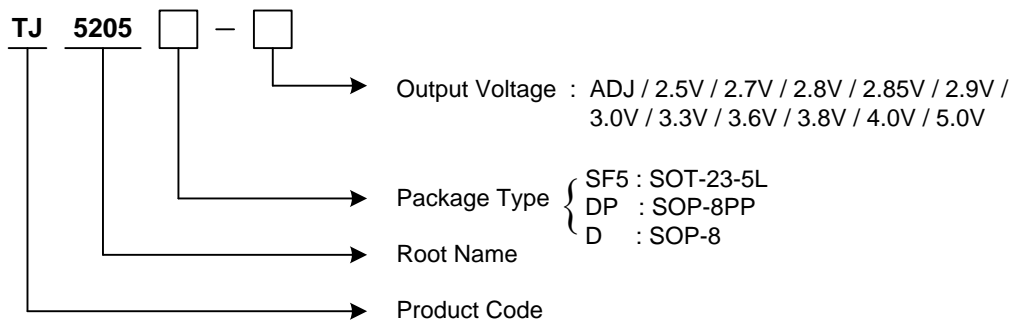 TJ 5205 –
Output Voltage : ADJ / 2.5V / 2.7V / 2.8V / 2.85V / 2.9V /
3.0V / 3.3V / 3.6V / 3.8V / 4.0V / 5.0V
Package Type { SF5 : SOT-23-5L
DP : SOP-8PP
D : SOP-8
Root Name
Product Code